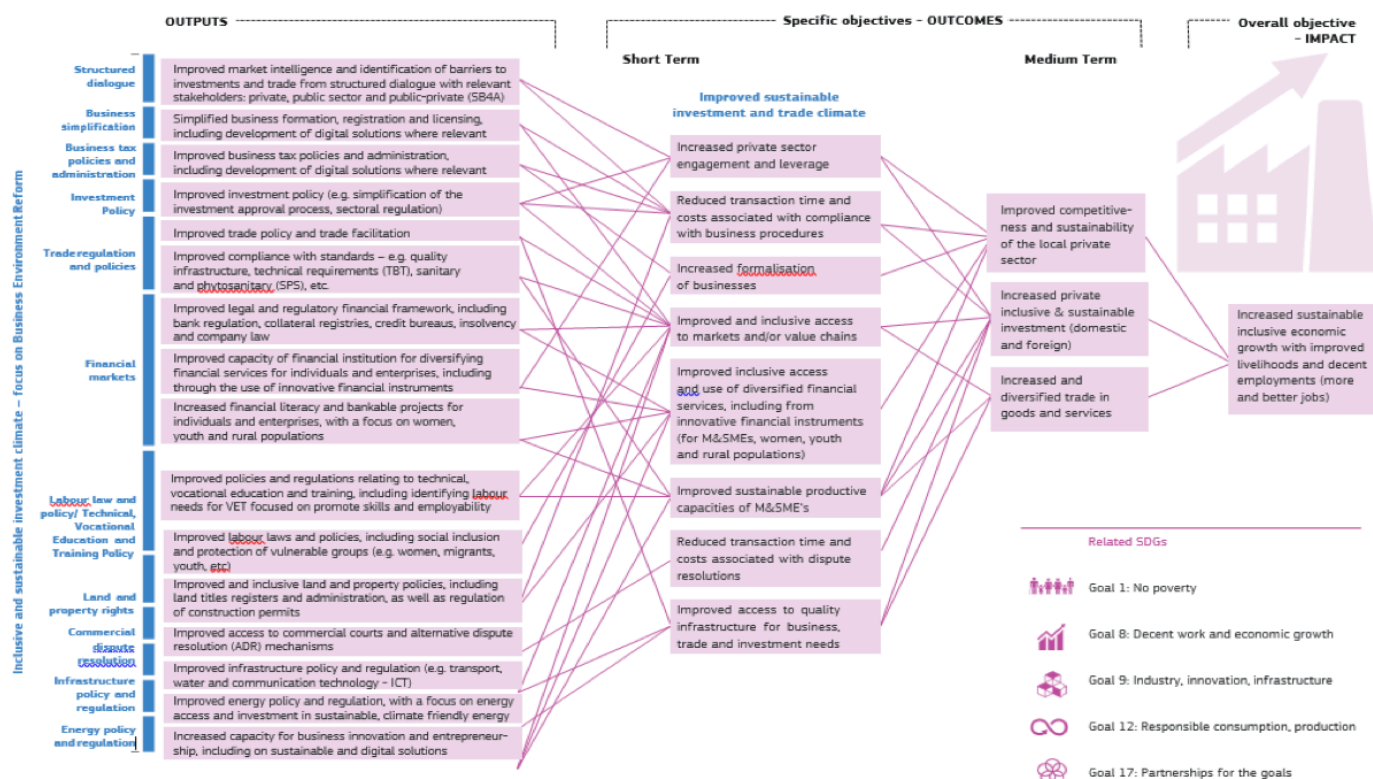 OUTPUTS
Specific objectives - OUTCOMES
Overall objective
- IMPACT
Short Term
Medium Term
Inclusive and sustainable investment climate – focus on Business Environment Reform
Structured
dialogue
Business
simplification
Business tax
policies and
administration
Investment
Policy
Trade regulation
and policies
Financial
markets
Labour law and
policy/ Technical,
Vocational
Education and
Training Policy
Land and
property rights
Commercial
dispute
resolution
Infrastructure
policy and
regulation
Energy policy
and regulation
Improved market intelligence and identification of barriers to
investments and trade from structured dialogue with relevant
stakeholders: private, public sector and public-private (SB4A)
Simplified business formation, registration and licensing,
including development of digital solutions where relevant
Improved business tax policies and administration,
including development of digital solutions where relevant
Improved investment policy (e.g. simplification of the
investment approval process, sectoral regulation)
Improved trade policy and trade facilitation
Improved compliance with standards – e.g. quality
infrastructure, technical requirements (TBT), sanitary
and phytosanitary (SPS), etc.
Improved legal and regulatory financial framework, including
bank regulation, collateral registries, credit bureaus, insolvency
and company law
Improved capacity of financial institution for diversifying
financial services for individuals and enterprises, including
through the use of innovative financial instruments
Increased financial literacy and bankable projects for
individuals and enterprises, with a focus on women,
youth and rural populations
Improved policies and regulations relating to technical,
vocational education and training, including identifying labour
needs for VET focused on promote skills and employability
Improved labour laws and policies, including social inclusion
and protection of vulnerable groups (e.g. women, migrants,
youth, etc)
Improved and inclusive land and property policies, including
land titles registers and administration, as well as regulation
of construction permits
Improved access to commercial courts and alternative dispute
resolution (ADR) mechanisms
Improved infrastructure policy and regulation (e.g. transport,
water and communication technology - ICT)
Improved energy policy and regulation, with a focus on energy
access and investment in sustainable, climate friendly energy
Increased capacity for business innovation and entrepreneur-
ship, including on sustainable and digital solutions
Improved sustainable
investment and trade climate
Increased private sector
engagement and leverage
Reduced transaction time and
costs associated with compliance
with business procedures
Increased formalisation
of businesses
Improved and inclusive access
to markets and/or value chains
Improved inclusive access
and use of diversified financial
services, including from
innovative financial instruments
(for M&SMEs, women, youth
and rural populations)
Improved sustainable productive
capacities of M&SME's
Reduced transaction time and
costs associated with dispute
resolutions
Improved access to quality
infrastructure for business,
trade and investment needs
Improved competitive-
ness and sustainability
of the local private
sector
Increased private
inclusive & sustainable
investment (domestic
and foreign)
Increased and
diversified trade in
goods and services
Increased sustainable
inclusive economic
growth with improved
livelihoods and decent
employments (more
and better jobs)
Related SDGs
Goal 1: No poverty
Goal 8: Decent work and economic growth
Goal 9: Industry, innovation, infrastructure
Goal 12: Responsible consumption, production
Goal 17: Partnerships for the goals